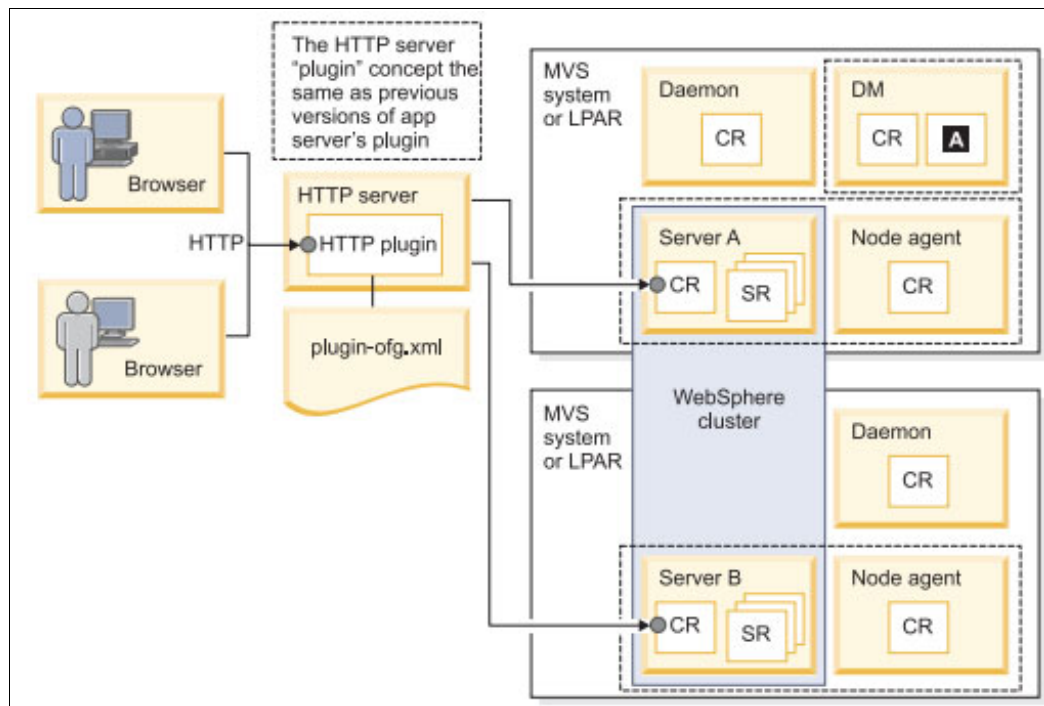 The HTTP server
“plugin” concept the
same as previous
versions of app
server’s plugin
Browser
Browser
HTTP
HTTP server
HTTP plugin
plugin-ofg.xml
MVS
system
or LPAR
Daemon
CR
DM
CR
A
Server A
CR
SR
Node agent
CR
WebSphere
cluster
MVS
system
or LPAR
Daemon
CR
Server B
CR
SR
Node agent
CR